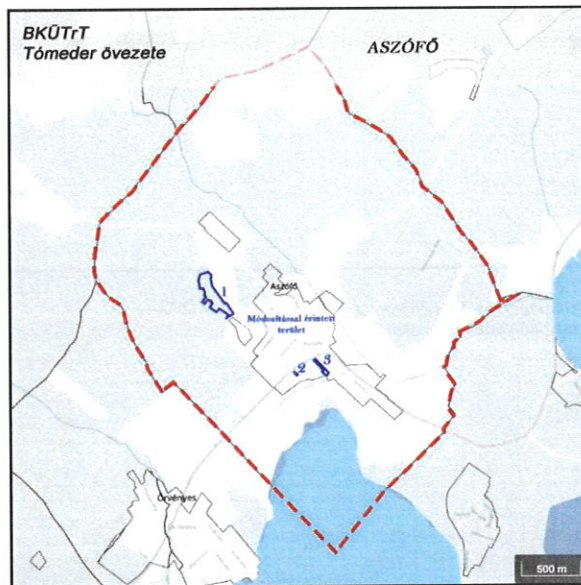 BKÜTrT
Tómeder övezete
ASZÓFŐ
1
Aszófő
Módosítással érintett
terület
2
3
Örvényes
500 m